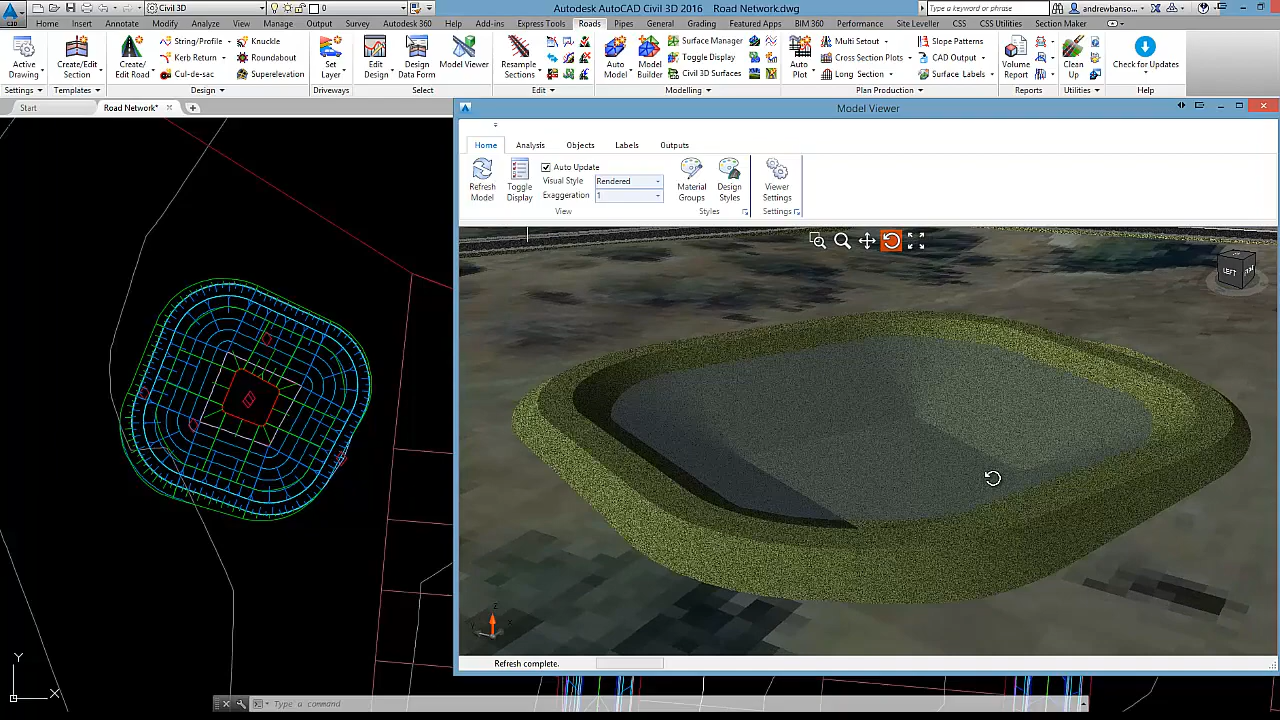 Autodesk AutoCAD Civil 3D 2016 Road Network.dwg
Civil 3D
0
Type a keyword or phrase
andrewbanso...
Home Insert Annotate Modify Analyze View Manage Output Autodesk 360 Help Add-ins Express Tools Roads Pipes General Grading Featured Apps BIM 360 Performance Site Leveller CSS CSS Utilities Section Maker
Active Drawing
Create/Edit Section
Create/ Edit Road
String/Profile
Kerb Return
Cul-de-sac
Knuckle
Roundabout
Superelevation
Set Layer
Edit Design
Design Data Form
Model Viewer
Resample Sections
Auto Model
Model Builder
Surface Manager
Toggle Display
Civil 3D Surfaces
Auto Plot
Multi Setout
Cross Section Plots
Long Section
Slope Patterns
CAD Output
Surface Labels
Volume Report
Clean Up
Check for Updates
Settings Templates Design Driveways Select Edit Modelling Plan Production Reports Utilities Help
Start Road Network*
Model Viewer
Home Analysis Objects Labels Outputs
Refresh Model
Toggle Display
Auto Update
Visual Style Rendered
Exaggeration 1
Material Groups
Design Styles
Viewer Settings
View Styles Settings
LEFT
Z
Refresh complete.
Y
X
Type a command